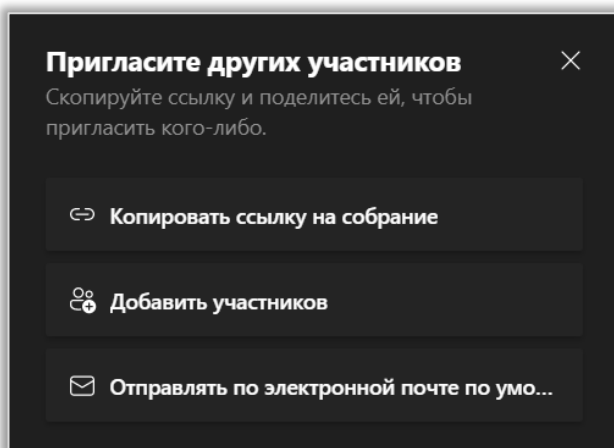 Пригласите других участников
Скопируйте ссылку и поделитесь ей, чтобы
пригласить кого-либо.
Копировать ссылку на собрание
Добавить участников
Отправлять по электронной почте по умо...